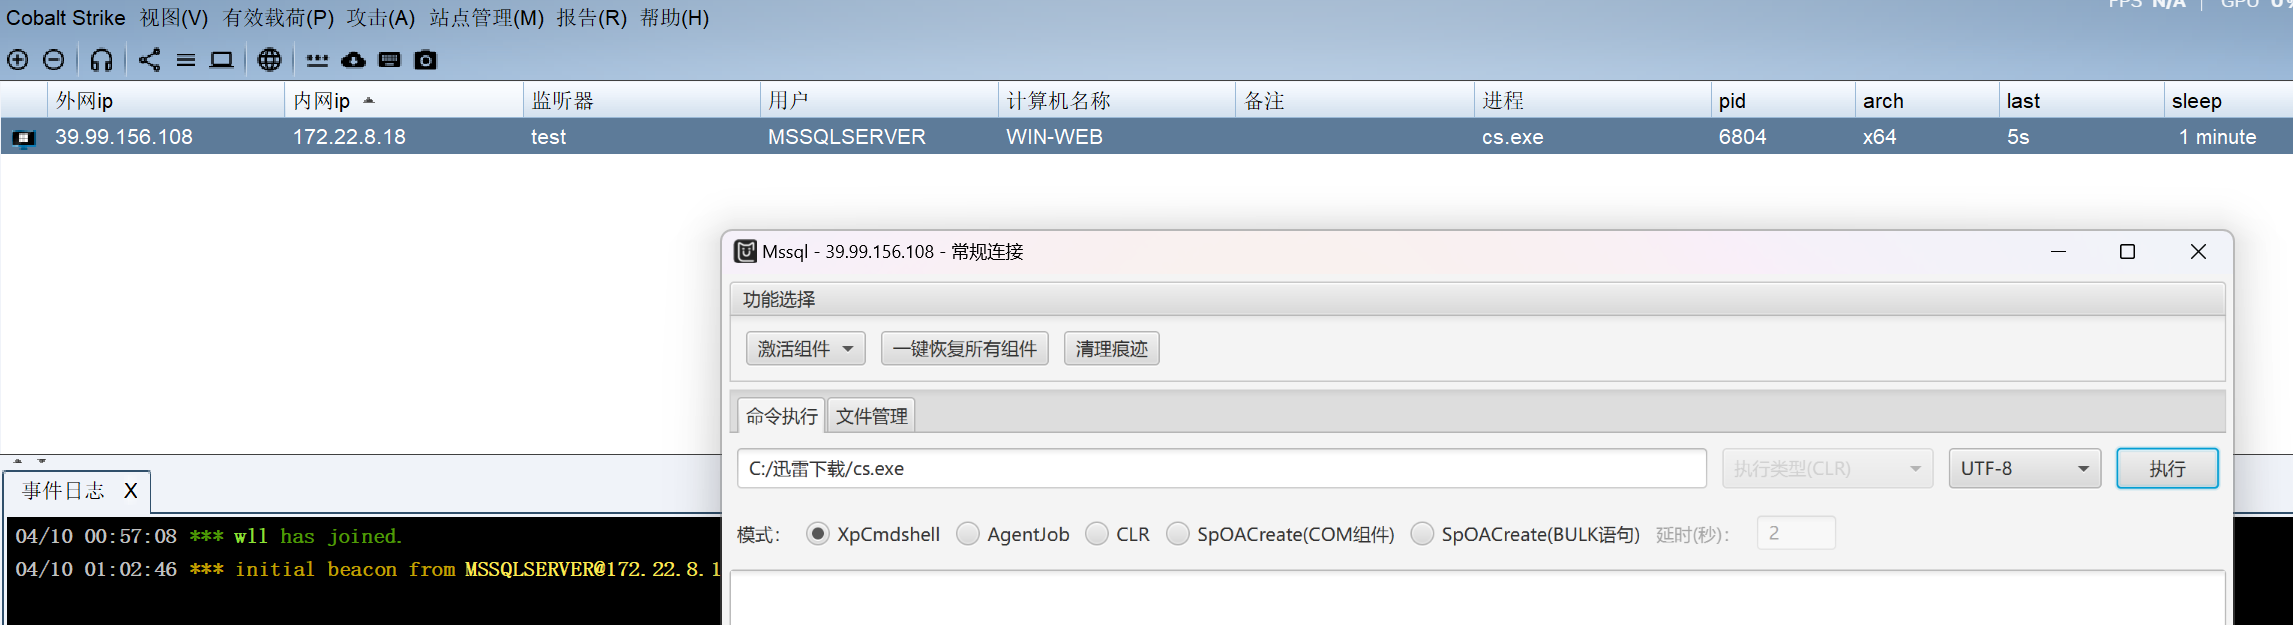 FPS N/A | GPU 0%
Cobalt Strike 视图(V) 有效载荷(P) 攻击(A) 站点管理(M) 报告(R) 帮助(H)
外网ip 内网ip 监听器 用户 计算机名称 备注 进程 pid arch last sleep
39.99.156.108 172.22.8.18 test MSSQLSERVER WIN-WEB cs.exe 6804 x64 5s 1 minute
Mssql - 39.99.156.108 - 常规连接
功能选择
激活组件 一键恢复所有组件 清理痕迹
命令执行 文件管理
C:/迅雷下载/cs.exe 执行类型(CLR) UTF-8 执行
模式: XpCmdshell AgentJob CLR SpOACreate(COM组件) SpOACreate(BULK语句) 延时(秒): 2
事件日志 X
04/10 00:57:08 *** wll has joined.
04/10 01:02:46 *** initial beacon from MSSQLSERVER@172.22.8.1